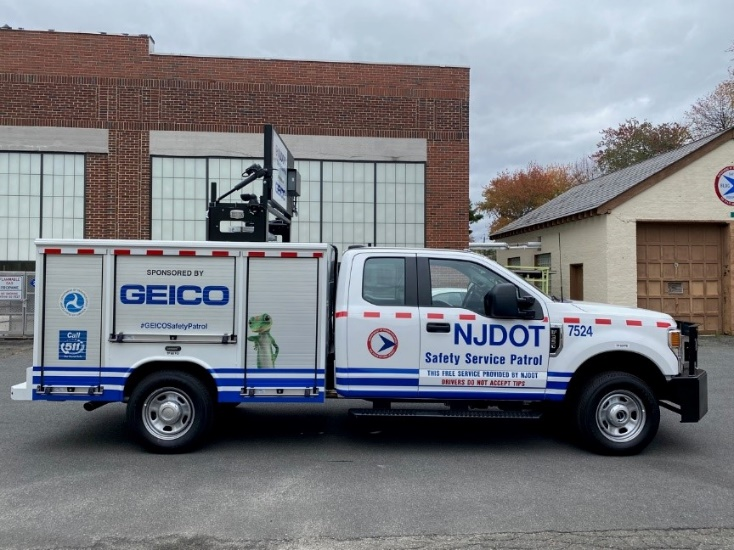 SPONSORED BY
GEICO
#GEICOSafetyPatrol
Call
511
NJDOT
7524
Safety Service Patrol
THIS FREE SERVICE PROVIDED BY NJDOT
DRIVERS DO NOT ACCEPT TIPS